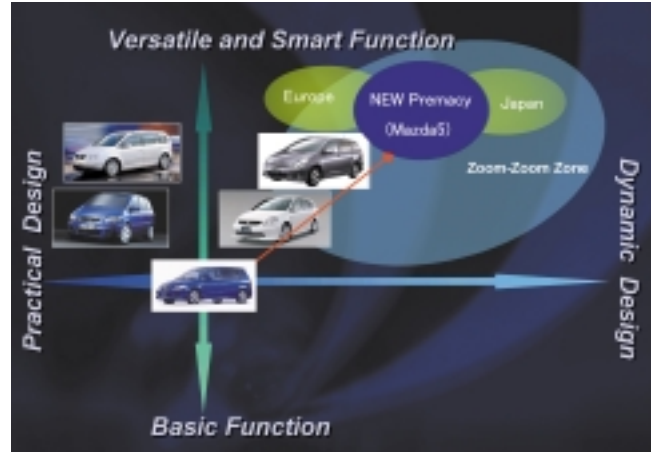 Versatile and Smart Function
Europe
NEW Premacy
(Mazda5)
Japan
Zoom-Zoom Zone
Practical Design
Dynamic Design
Basic Function